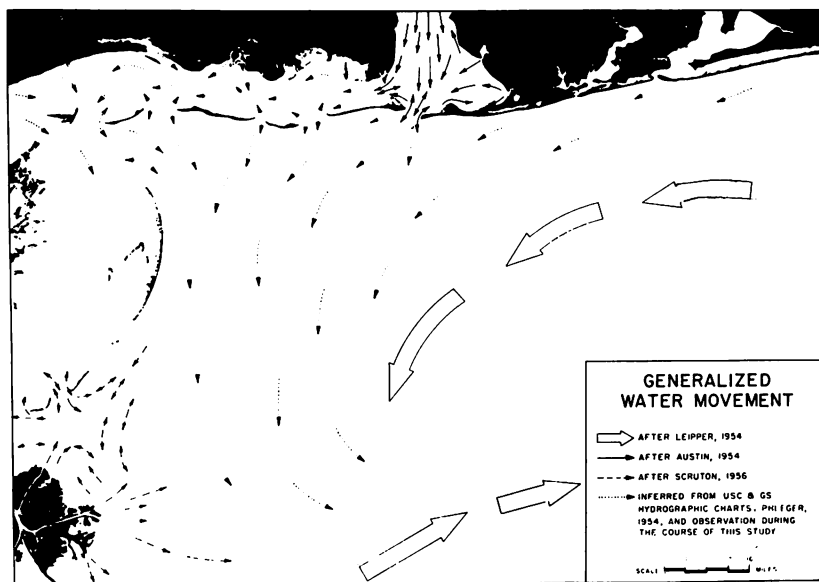 GENERALIZED
WATER MOVEMENT
AFTER LEIPPER, 1954
AFTER AUSTIN, 1954
AFTER SCRUTON, 1956
INFERRED FROM USC & GS
HYDROGRAPHIC CHARTS, PHLEGER,
1954, AND OBSERVATION DURING
THE COURSE OF THIS STUDY
SCALE
MILES